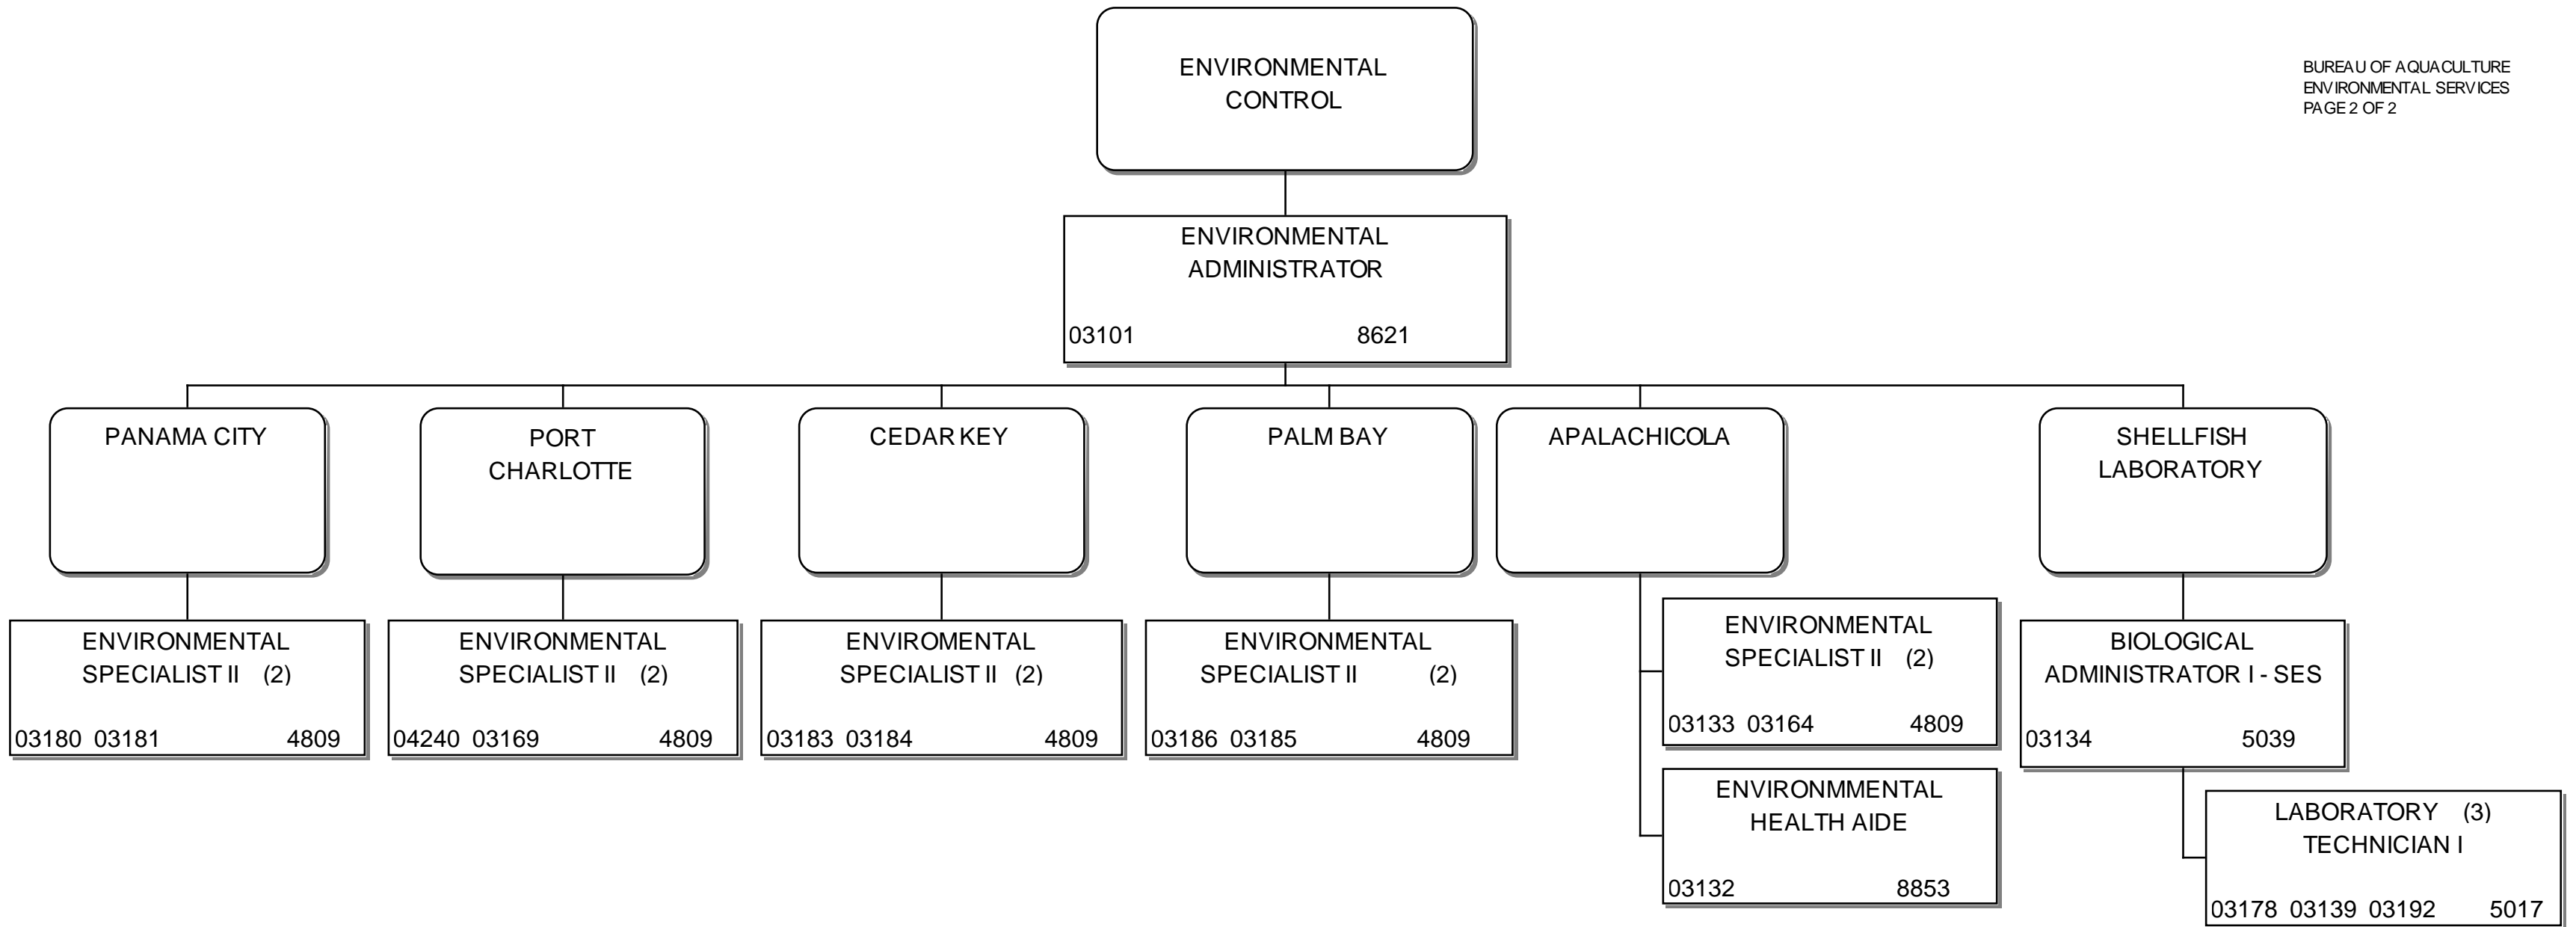 ENVIRONMENTAL
CONTROL
BUREAU OF AQUACULTURE
ENVIRONMENTAL SERVICES
PAGE 2 OF 2
ENVIRONMENTAL
ADMINISTRATOR
03101 8621
PANAMA CITY
PORT
CHARLOTTE
CEDAR KEY
PALM BAY
APALACHICOLA
SHELLFISH
LABORATORY
ENVIRONMENTAL
SPECIALIST II (2)
03180 03181 4809
ENVIRONMENTAL
SPECIALIST II (2)
04240 03169 4809
ENVIROMENTAL
SPECIALIST II (2)
03183 03184 4809
ENVIRONMENTAL
SPECIALIST II (2)
03186 03185 4809
ENVIRONMENTAL
SPECIALIST II (2)
03133 03164 4809
ENVIRONMMENTAL
HEALTH AIDE
03132 8853
BIOLOGICAL
ADMINISTRATOR I - SES
03134 5039
LABORATORY (3)
TECHNICIAN I
03178 03139 03192 5017